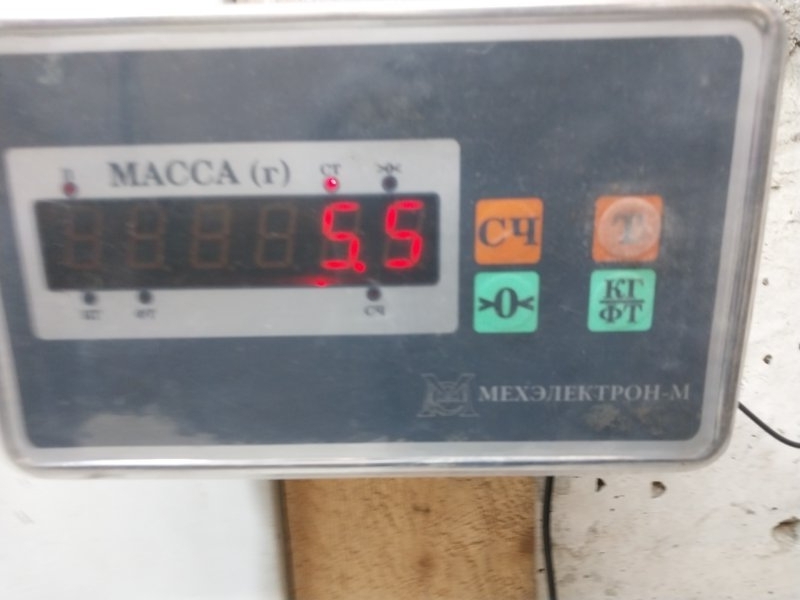 МАССА (г) СТ >|<
5.5
СЧ Т
СЧ
>0< КГ/ФТ
МЕХЭЛЕКТРОН-М